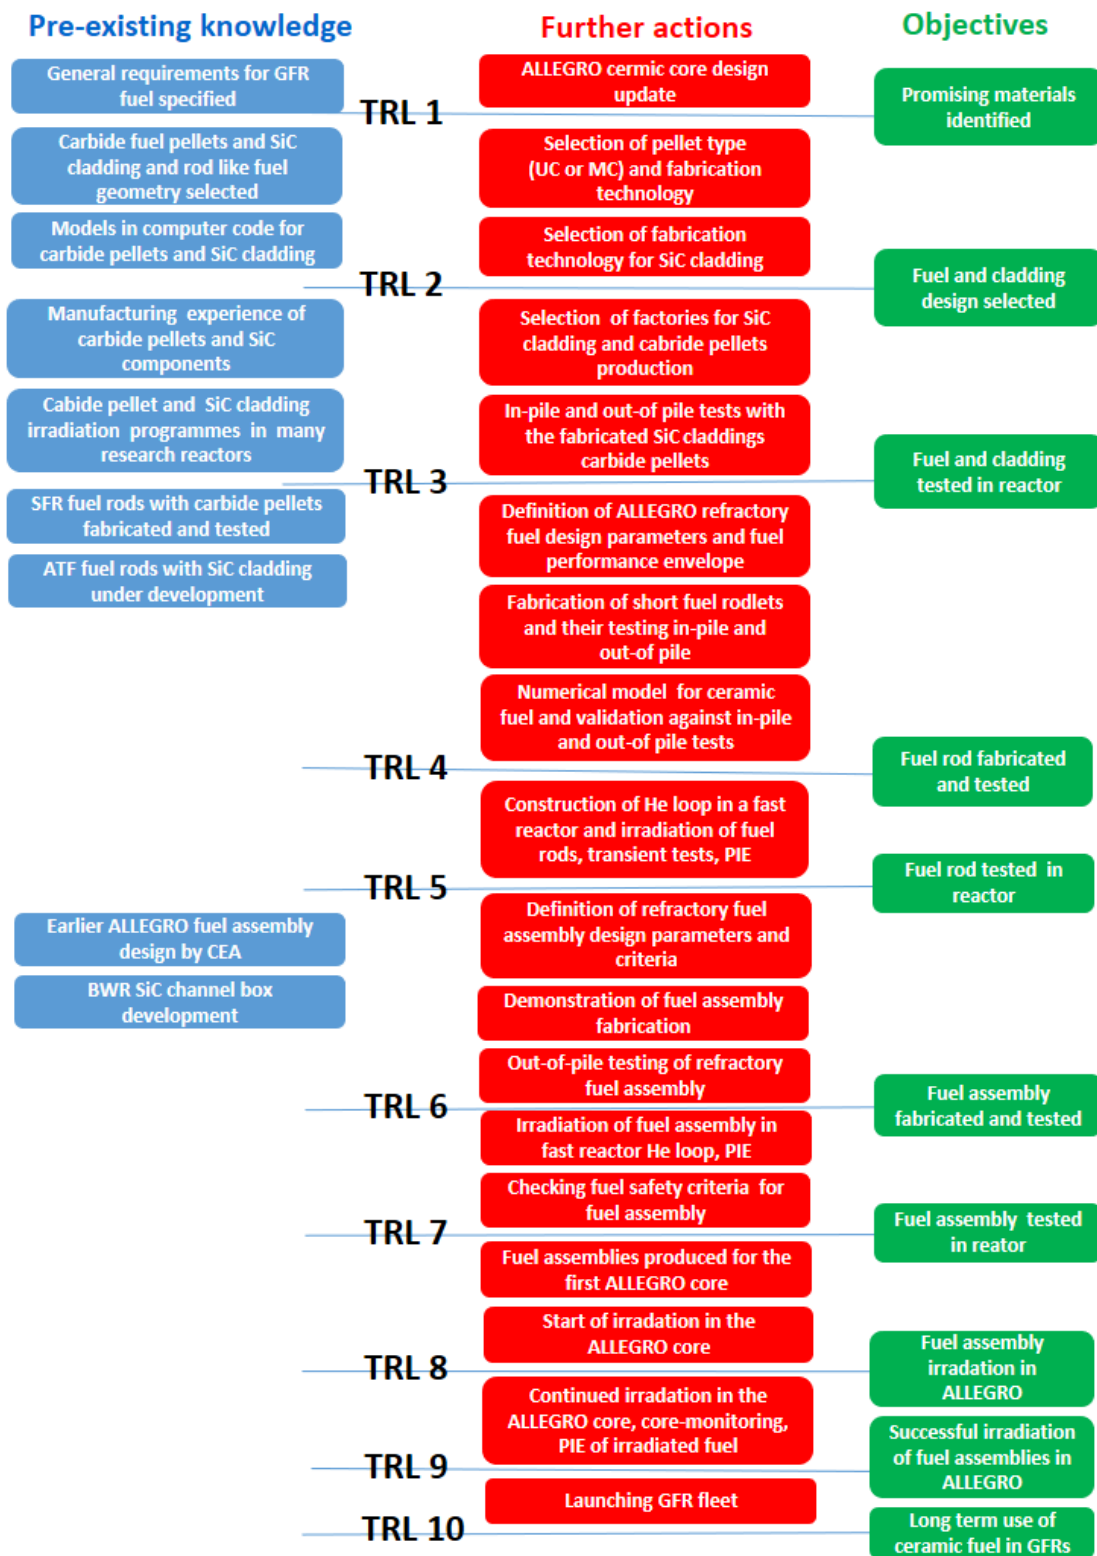 Pre-existing knowledge
Further actions
Objectives
General requirements for GFR
fuel specified
ALLEGRO cermic core design
update
TRL 1
Promising materials
identified
Carbide fuel pellets and SiC
cladding and rod like fuel
geometry selected
Selection of pellet type
(UC or MC) and fabrication
technology
Models in computer code for
carbide pellets and SiC cladding
Selection of fabrication
technology for SiC cladding
TRL 2
Fuel and cladding
design selected
Manufacturing experience of
carbide pellets and SiC
components
Selection of factories for SiC
cladding and cabride pellets
production
Cabide pellet and SiC cladding
irradiation programmes in many
research reactors
In-pile and out-of pile tests with
the fabricated SiC claddings
carbide pellets
TRL 3
Fuel and cladding
tested in reactor
SFR fuel rods with carbide pellets
fabricated and tested
Definition of ALLEGRO refractory
fuel design parameters and fuel
performance envelope
ATF fuel rods with SiC cladding
under development
Fabrication of short fuel rodlets
and their testing in-pile and
out-of pile
Numerical model for ceramic
fuel and validation against in-pile
and out-of pile tests
TRL 4
Fuel rod fabricated
and tested
Construction of He loop in a fast
reactor and irradiation of fuel
rods, transient tests, PIE
TRL 5
Fuel rod tested in
reactor
Earlier ALLEGRO fuel assembly
design by CEA
Definition of refractory fuel
assembly design parameters and
criteria
BWR SiC channel box
development
Demonstration of fuel assembly
fabrication
Out-of-pile testing of refractory
fuel assembly
TRL 6
Fuel assembly
fabricated and tested
Irradiation of fuel assembly in
fast reactor He loop, PIE
Checking fuel safety criteria for
fuel assembly
TRL 7
Fuel assembly tested
in reator
Fuel assemblies produced for the
first ALLEGRO core
Start of irradation in the
ALLEGRO core
TRL 8
Fuel assembly
irradation in
ALLEGRO
Continued irradation in the
ALLEGRO core, core-monitoring,
PIE of irradiated fuel
TRL 9
Successful irradiation
of fuel assemblies in
ALLEGRO
Launching GFR fleet
TRL 10
Long term use of
ceramic fuel in GFRs